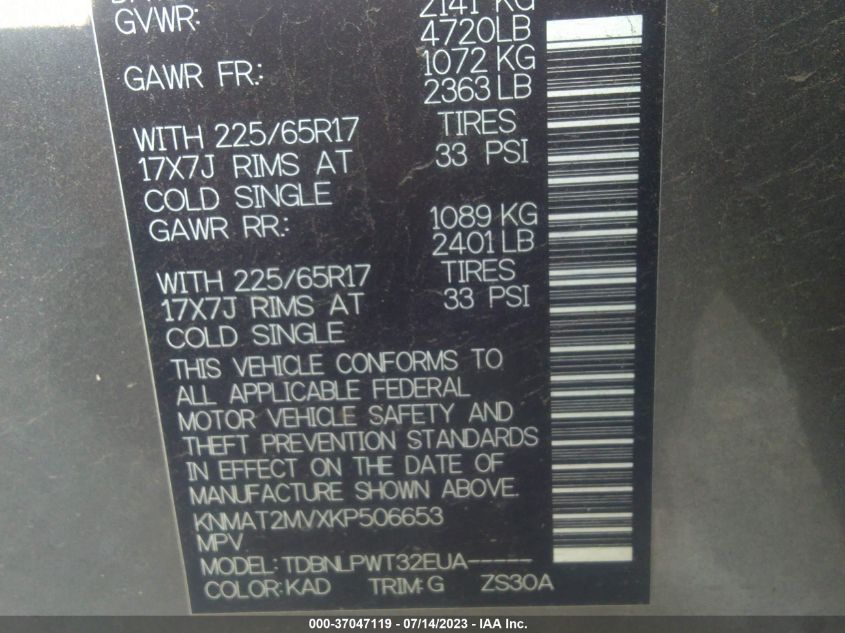 GVWR: 2141 KG
4720LB
GAWR FR.: 1072 KG
2363 LB
WITH 225/65R17 TIRES
17X7J RIMS AT 33 PSI
COLD SINGLE
GAWR RR.: 1089 KG
2401 LB
WITH 225/65R17 TIRES
17X7J RIMS AT 33 PSI
COLD SINGLE
THIS VEHICLE CONFORMS TO
ALL APPLICABLE FEDERAL
MOTOR VEHICLE SAFETY AND
THEFT PREVENTION STANDARDS
IN EFFECT ON THE DATE OF
MANUFACTURE SHOWN ABOVE.
KNMAT2MVXKP506653
MPV
MODEL: TDBNLPWT32EUA-----
COLOR: KAD TRIM: G ZS30A
000-37047119 - 07/14/2023 - IAA Inc.